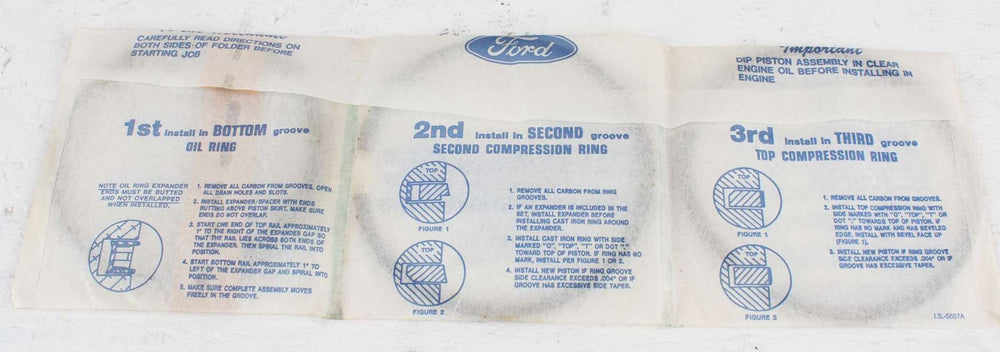 CAREFULLY READ DIRECTIONS ON
BOTH SIDES OF FOLDER BEFORE
STARTING JOB
1st install in BOTTOM groove
OIL RING
NOTE OIL RING EXPANDER
ENDS MUST BE BUTTED
AND NOT OVERLAPPED
WHEN INSTALLED.
1. REMOVE ALL CARBON FROM GROOVES, OPEN
ALL DRAIN HOLES AND SLOTS.
2. INSTALL EXPANDER/SPACER WITH ENDS
BUTTING ABOVE PISTON SKIRT. MAKE SURE
ENDS DO NOT OVERLAP.
3. START ONE END OF TOP RAIL APPROXIMATELY
1" TO THE RIGHT OF THE EXPANDER GAP SO
THAT THE RAIL LIES ACROSS BOTH ENDS OF
THE EXPANDER. THEN SPIRAL THE RAIL INTO
POSITION.
4. START BOTTOM RAIL APPROXIMATELY 1" TO
LEFT OF THE EXPANDER GAP AND SPIRAL INTO
POSITION.
5. MAKE SURE COMPLETE ASSEMBLY MOVES
FREELY IN THE GROOVE.
Ford
2nd install in SECOND groove
SECOND COMPRESSION RING
TOP
FIGURE 1
TOP
FIGURE 2
1. REMOVE ALL CARBON FROM RING
GROOVES.
2. IF AN EXPANDER IS INCLUDED IN THE
SET, INSTALL EXPANDER BEFORE
INSTALLING CAST IRON RING AROUND
THE EXPANDER.
3. INSTALL CAST IRON RING WITH SIDE
MARKED "O", "TOP", "T" OR DOT "."
TOWARD TOP OF PISTON. IF RING HAS NO
MARK, INSTALL PER FIGURE 1 OR 2.
4. INSTALL NEW PISTON IF RING GROOVE
SIDE CLEARANCE EXCEEDS .004" OR IF
GROOVE HAS EXCESSIVE SIDE TAPER.
Important
DIP PISTON ASSEMBLY IN CLEAR
ENGINE OIL BEFORE INSTALLING IN
ENGINE
3rd install in THIRD groove
TOP COMPRESSION RING
TOP
FIGURE 1
TOP
FIGURE 2
1. REMOVE ALL CARBON FROM GROOVES.
2. INSTALL TOP COMPRESSION RING WITH
SIDE MARKED WITH "O", "TOP", "T" OR
DOT "." TOWARDS TOP OF PISTON. IF
RING HAS NO MARK AND HAS BEVELED
EDGE, INSTALL WITH BEVEL FACE UP
(FIGURE 1).
3. INSTALL NEW PISTON IF RING GROOVE
SIDE CLEARANCE EXCEEDS .004" OR IF
GROOVE HAS EXCESSIVE SIDE TAPER.
I.S.-5657A